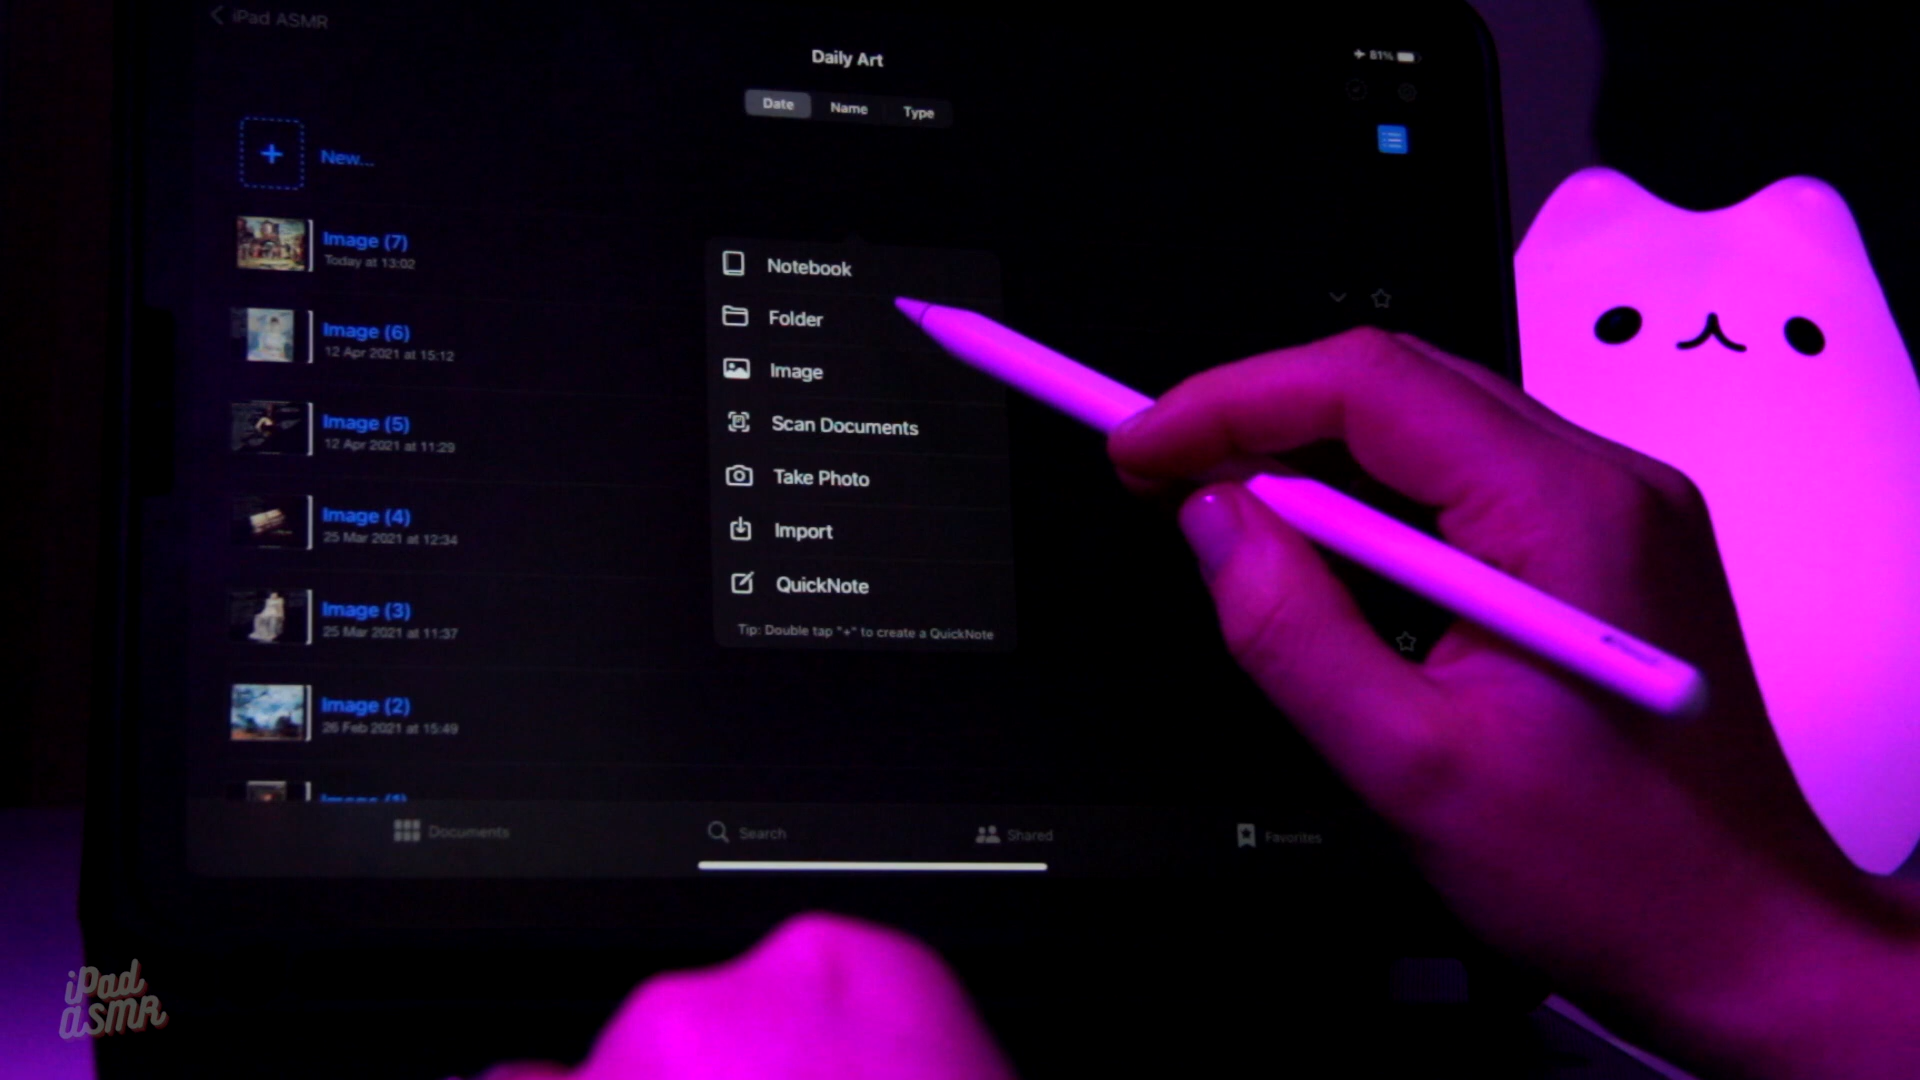 iPad ASMR
Daily Art
81%
Date
Name
Type
New...
Image (7)
Today at 13:02
Image (6)
12 Apr 2021 at 15:12
Image (5)
12 Apr 2021 at 11:29
Image (4)
25 Mar 2021 at 12:34
Image (3)
25 Mar 2021 at 11:37
Image (2)
26 Feb 2021 at 15:49
Image (1)
Notebook
Folder
Image
Scan Documents
Take Photo
Import
QuickNote
Tip: Double tap "+" to create a QuickNote
Documents
Search
Shared
Favorites
iPad
aSMR